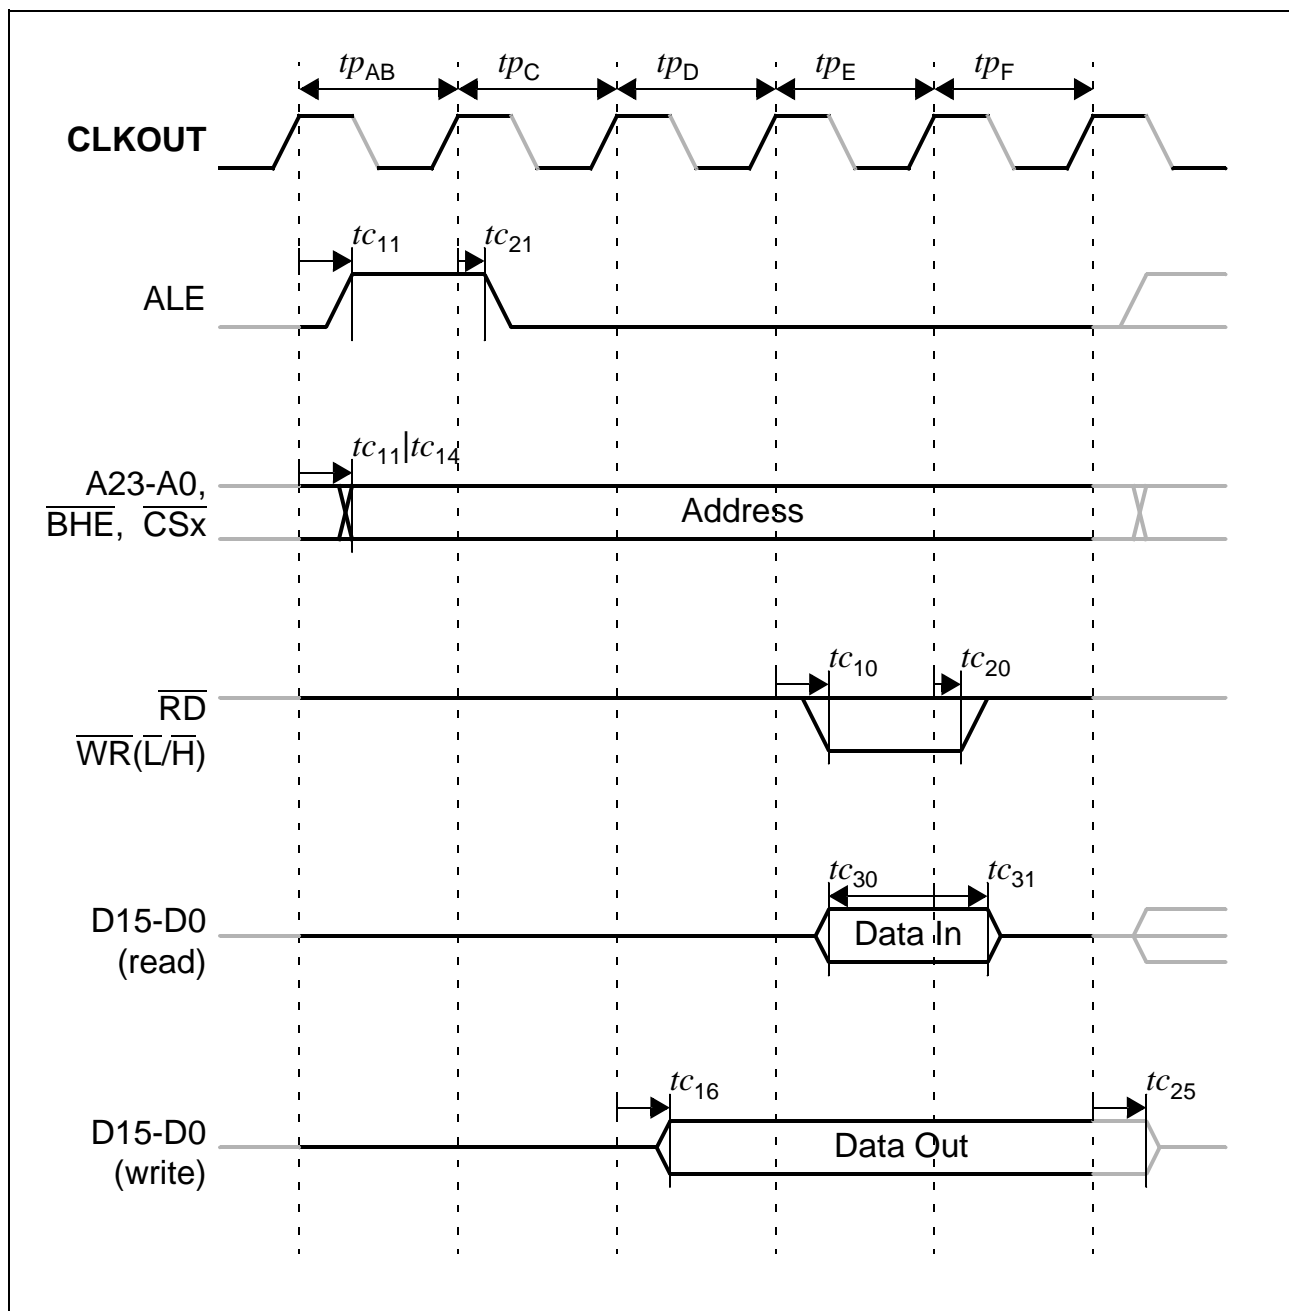 tpAB tpC tpD tpE tpF
CLKOUT
tc11 tc21
ALE
tc11|tc14
A23-A0,
BHE, CSx
Address
tc10 tc20
RD
WR(L/H)
tc30 tc31
D15-D0
(read)
Data In
tc16 tc25
D15-D0
(write)
Data Out